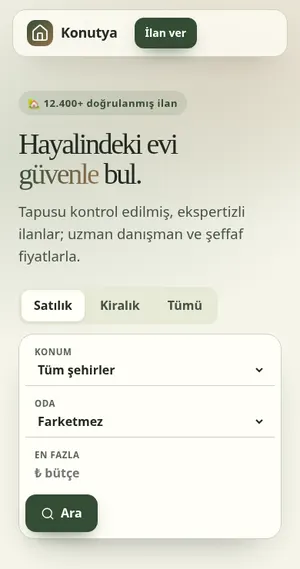 Konutya
İlan ver
🏡 12.400+ doğrulanmış ilan
Hayalindeki evi
güvenle bul.
Tapusu kontrol edilmiş, ekspertizli
ilanlar; uzman danışman ve şeffaf
fiyatlarla.
Satılık
Kiralık
Tümü
KONUM
Tüm şehirler
ODA
Farketmez
EN FAZLA
₺ bütçe
Ara